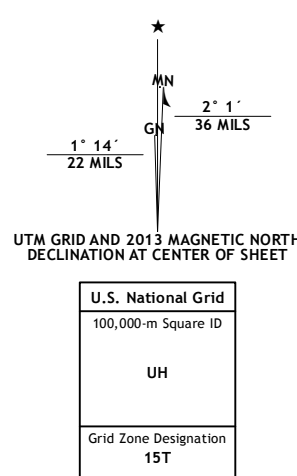 ★
MN
GN
2° 1´
36 MILS
1° 14´
22 MILS
UTM GRID AND 2013 MAGNETIC NORTH
DECLINATION AT CENTER OF SHEET
U.S. National Grid
100,000-m Square ID
UH
Grid Zone Designation
15T